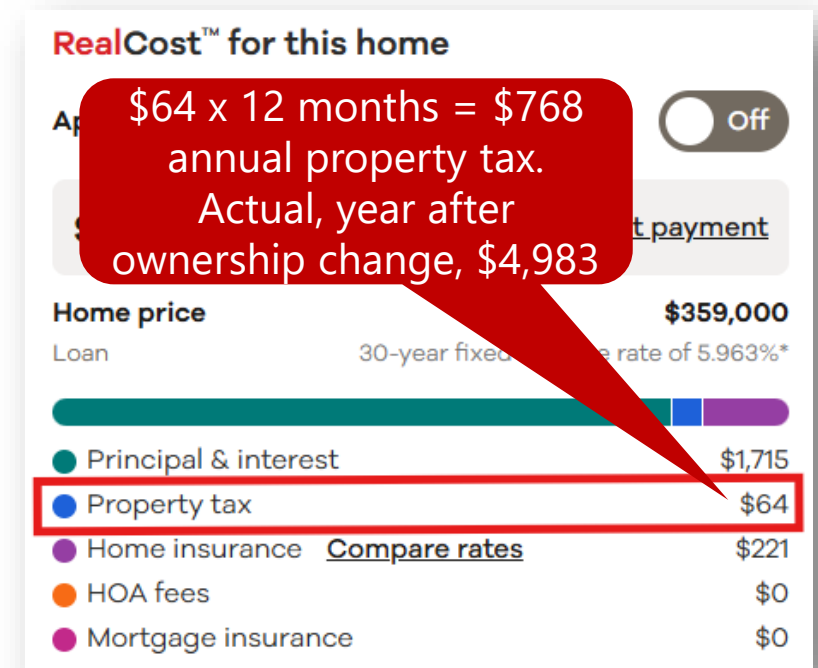 RealCost™ for this home
$64 x 12 months = $768
annual property tax.
Actual, year after
ownership change, $4,983
Off
payment
Home price $359,000
Loan 30-year fixed rate of 5.963%*
Principal & interest $1,715
Property tax $64
Home insurance Compare rates $221
HOA fees $0
Mortgage insurance $0